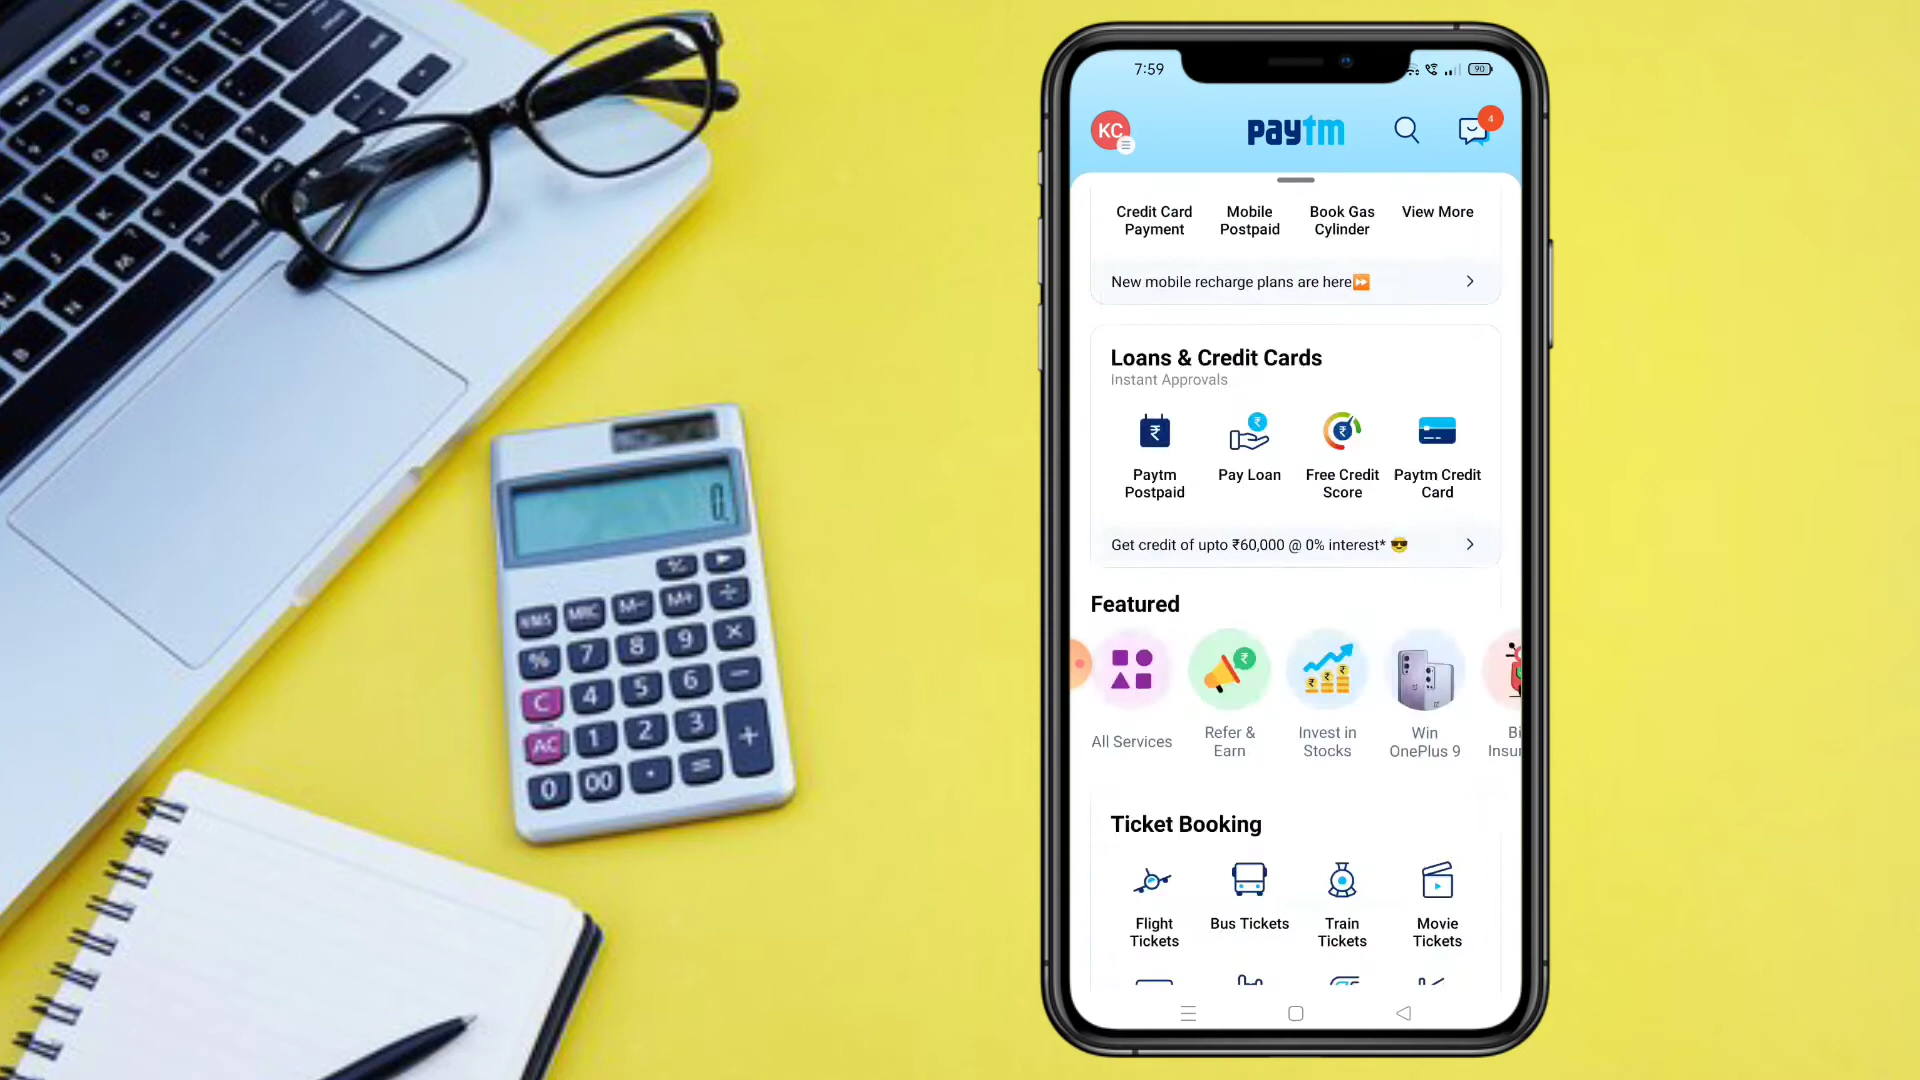 7:59
90
KC
paytm
4
Credit Card
Payment
Mobile
Postpaid
Book Gas
Cylinder
View More
New mobile recharge plans are here⏩
Loans & Credit Cards
Instant Approvals
Paytm
Postpaid
Pay Loan
Free Credit
Score
Paytm Credit
Card
Get credit of upto ₹60,000 @ 0% interest* 😎
Featured
All Services
Refer &
Earn
Invest in
Stocks
Win
OnePlus 9
Bi
Insu
Ticket Booking
Flight
Tickets
Bus Tickets
Train
Tickets
Movie
Tickets
0.
MRC M− M+ ÷
% 7 8 9 ×
C 4 5 6 −
AC 1 2 3 +
0 00 . =